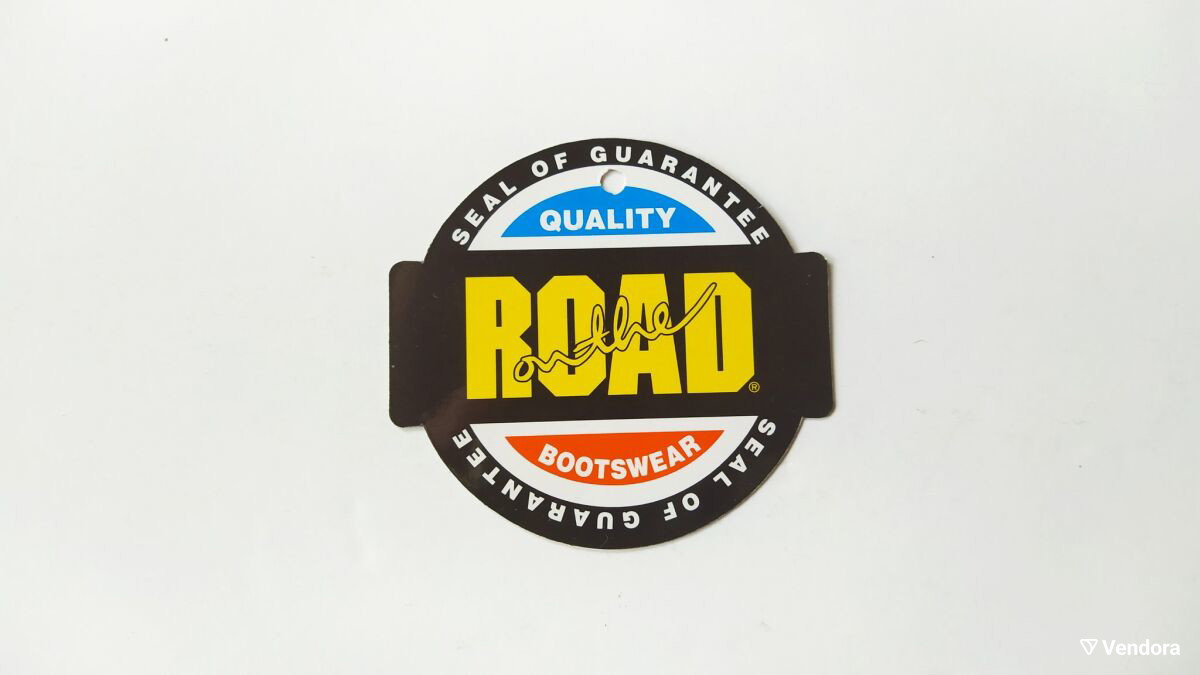 SEAL OF GUARANTEE
QUALITY
ROAD
on the
®
BOOTSWEAR
SEAL OF GUARANTEE
Vendora